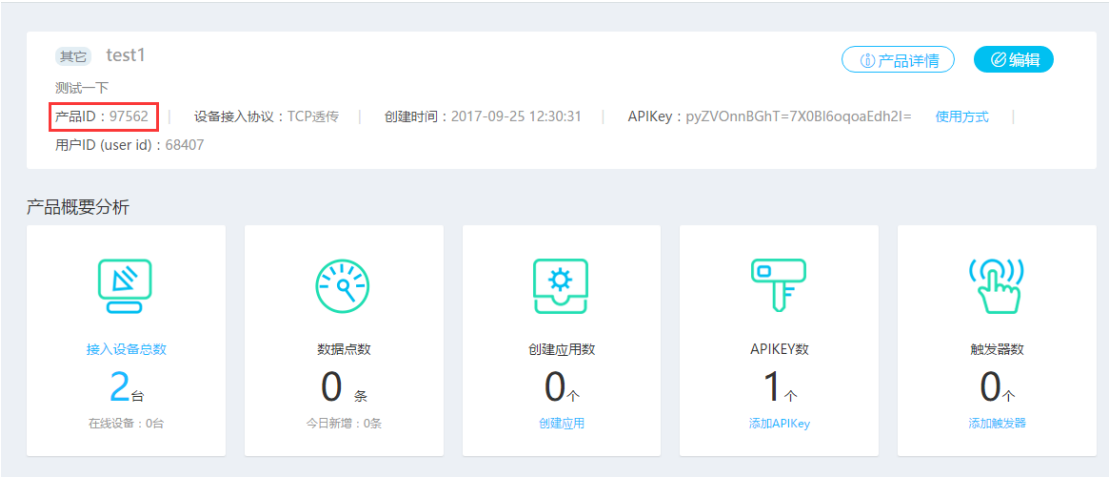 其它 test1 产品详情 编辑
测试一下
产品ID：97562 | 设备接入协议：TCP透传 | 创建时间：2017-09-25 12:30:31 | APIKey：pyZVOnnBGhT=7X0Bl6oqoaEdh2I= 使用方式 |
用户ID (user id)：68407
产品概要分析
接入设备总数
2台
在线设备：0台
数据点数
0 条
今日新增：0条
创建应用数
0个
创建应用
APIKEY数
1个
添加APIKey
触发器数
0个
添加触发器